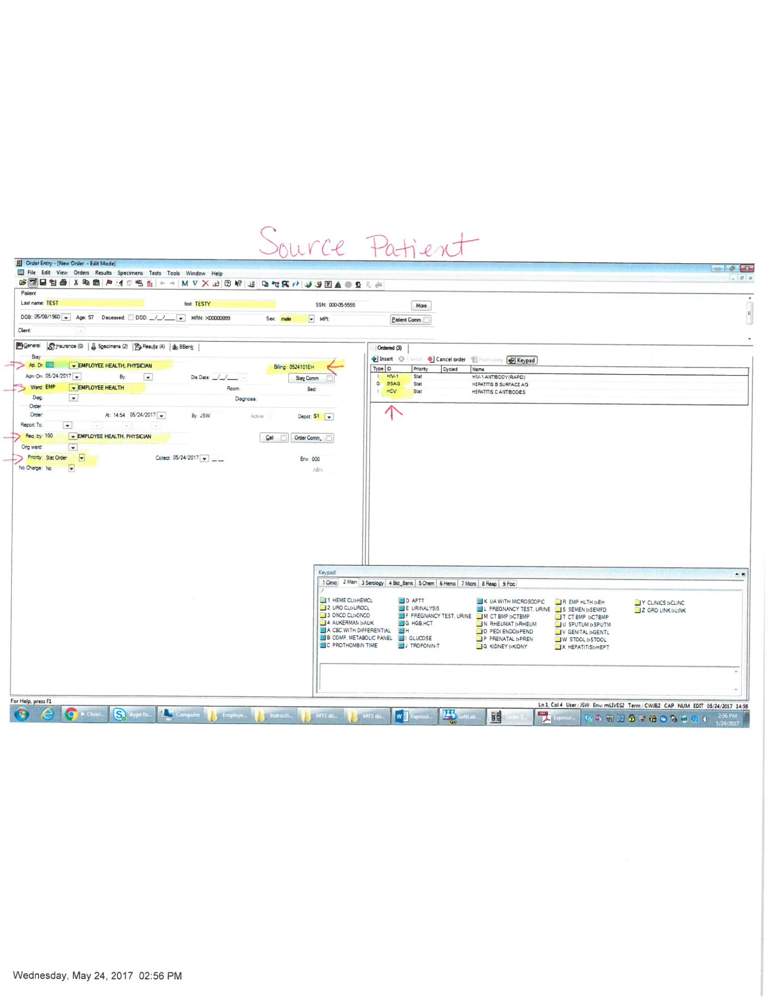 Source Patient
Order Entry - [New Order - Edit Mode]
File Edit View Orders Results Specimens Tests Tools Window Help
Patient
Last name: TEST first: TESTY SSN: 000-05-5555 More
DOB: 05/08/1960 Age: 57 Deceased: DOD: __/__/____ MRN: X00000899 Sex: male MPI: Patient Comm
Client:
General Insurance (0) Specimens (2) Results (4) BBank
Stay
Att. Dr: 100 EMPLOYEE HEALTH, PHYSICIAN Billing: 0524101EH
Adm On: 05/24/2017 By: Dis Date: __/__/____ Stay Comm
Ward: EMP EMPLOYEE HEALTH Room: Bed:
Diag: Diagnosis:
Order
Order: At: 14:54 05/24/2017 By: JSW Active Depot: S1
Report To:
Req. by: 100 EMPLOYEE HEALTH, PHYSICIAN Call Order Comm.
Orig ward:
Priority: Stat Order Collect: 05/24/2017 __:__ Env: 000
No Charge: No ABN
Ordered (3)
Insert Cancel Cancel order Formulary Keypad
Type ID Priority Cycled Name
I HIV-1 Stat HIV-1 ANTIBODY(RAPID)
G BSAG Stat HEPATITIS B SURFACE AG
I HCV Stat HEPATITIS C ANTIBODES
Keypad
1 Clinic 2 Main 3 Serology 4 Bld_Bank 5 Chem 6 Hemo 7 Micro 8 Resp 9 Poc
/
1 HEME CL|>HEMCL D APTT K UA WITH MICROSCOPIC R EMP HLTH |>EH Y CLINICS |>CLINC
2 URO CL|>UROCL E URINALYSIS L PREGNANCY TEST, URINE S SEMEN |>SEMFD Z ORD LINK |>LINK
3 ONCO CL|>ONCO F PREGNANCY TEST, URINE M CT BMP |>CTBMP T CT BMP |>CTBMP
4 AUKERMAN |>AUK G HGB,HCT N RHEUMAT |>RHEUM U SPUTUM |>SPUTM
A CBC WITH DIFFERENTIAL H O PEDI ENDO|>PEND V GENITAL |>GENTL
B COMP. METABOLIC PANEL I GLUCOSE P PRENATAL |>PREN W STOOL |>STOOL
C PROTHOMBIN TIME J TROPONIN-T Q KIDNEY |>KIDNY X HEPATITIS|>HEPT
For Help, press F1
Ln 1, Col 4 User : JSW Env: mLIVES2 Term : CWJB2 CAP NUM EDIT 05/24/2017 14:56
Christ... Skype fo... Computer Employe... Instructi... MTS do... MTS do... Exposur... SoftLab ... Order E... Exposur... 2:56 PM
5/24/2017
Wednesday, May 24, 2017 02:56 PM